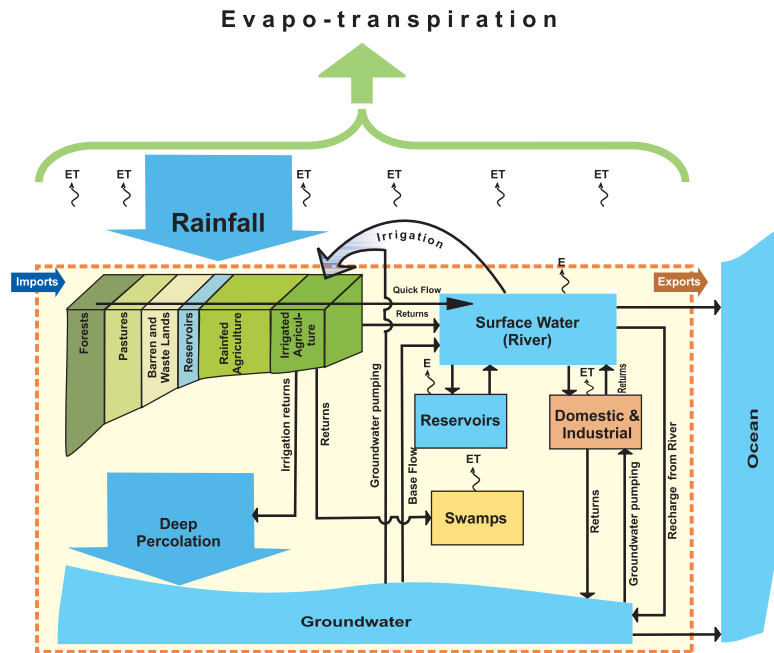 Evapo-transpiration
ET
ET
ET
ET
ET
ET
Rainfall
Irrigation
E
Imports
Exports
Quick Flow
Returns
Surface Water
(River)
Forests
Pastures
Barren and
Waste Lands
Reservoirs
Rainfed
Agriculture
Irrigated
Agricul-
ture
E
ET
Returns
Reservoirs
Domestic &
Industrial
Irrigation returns
Returns
Groundwater pumping
Base Flow
ET
Swamps
Returns
Groundwater pumping
Recharge from River
Ocean
Deep
Percolation
Groundwater